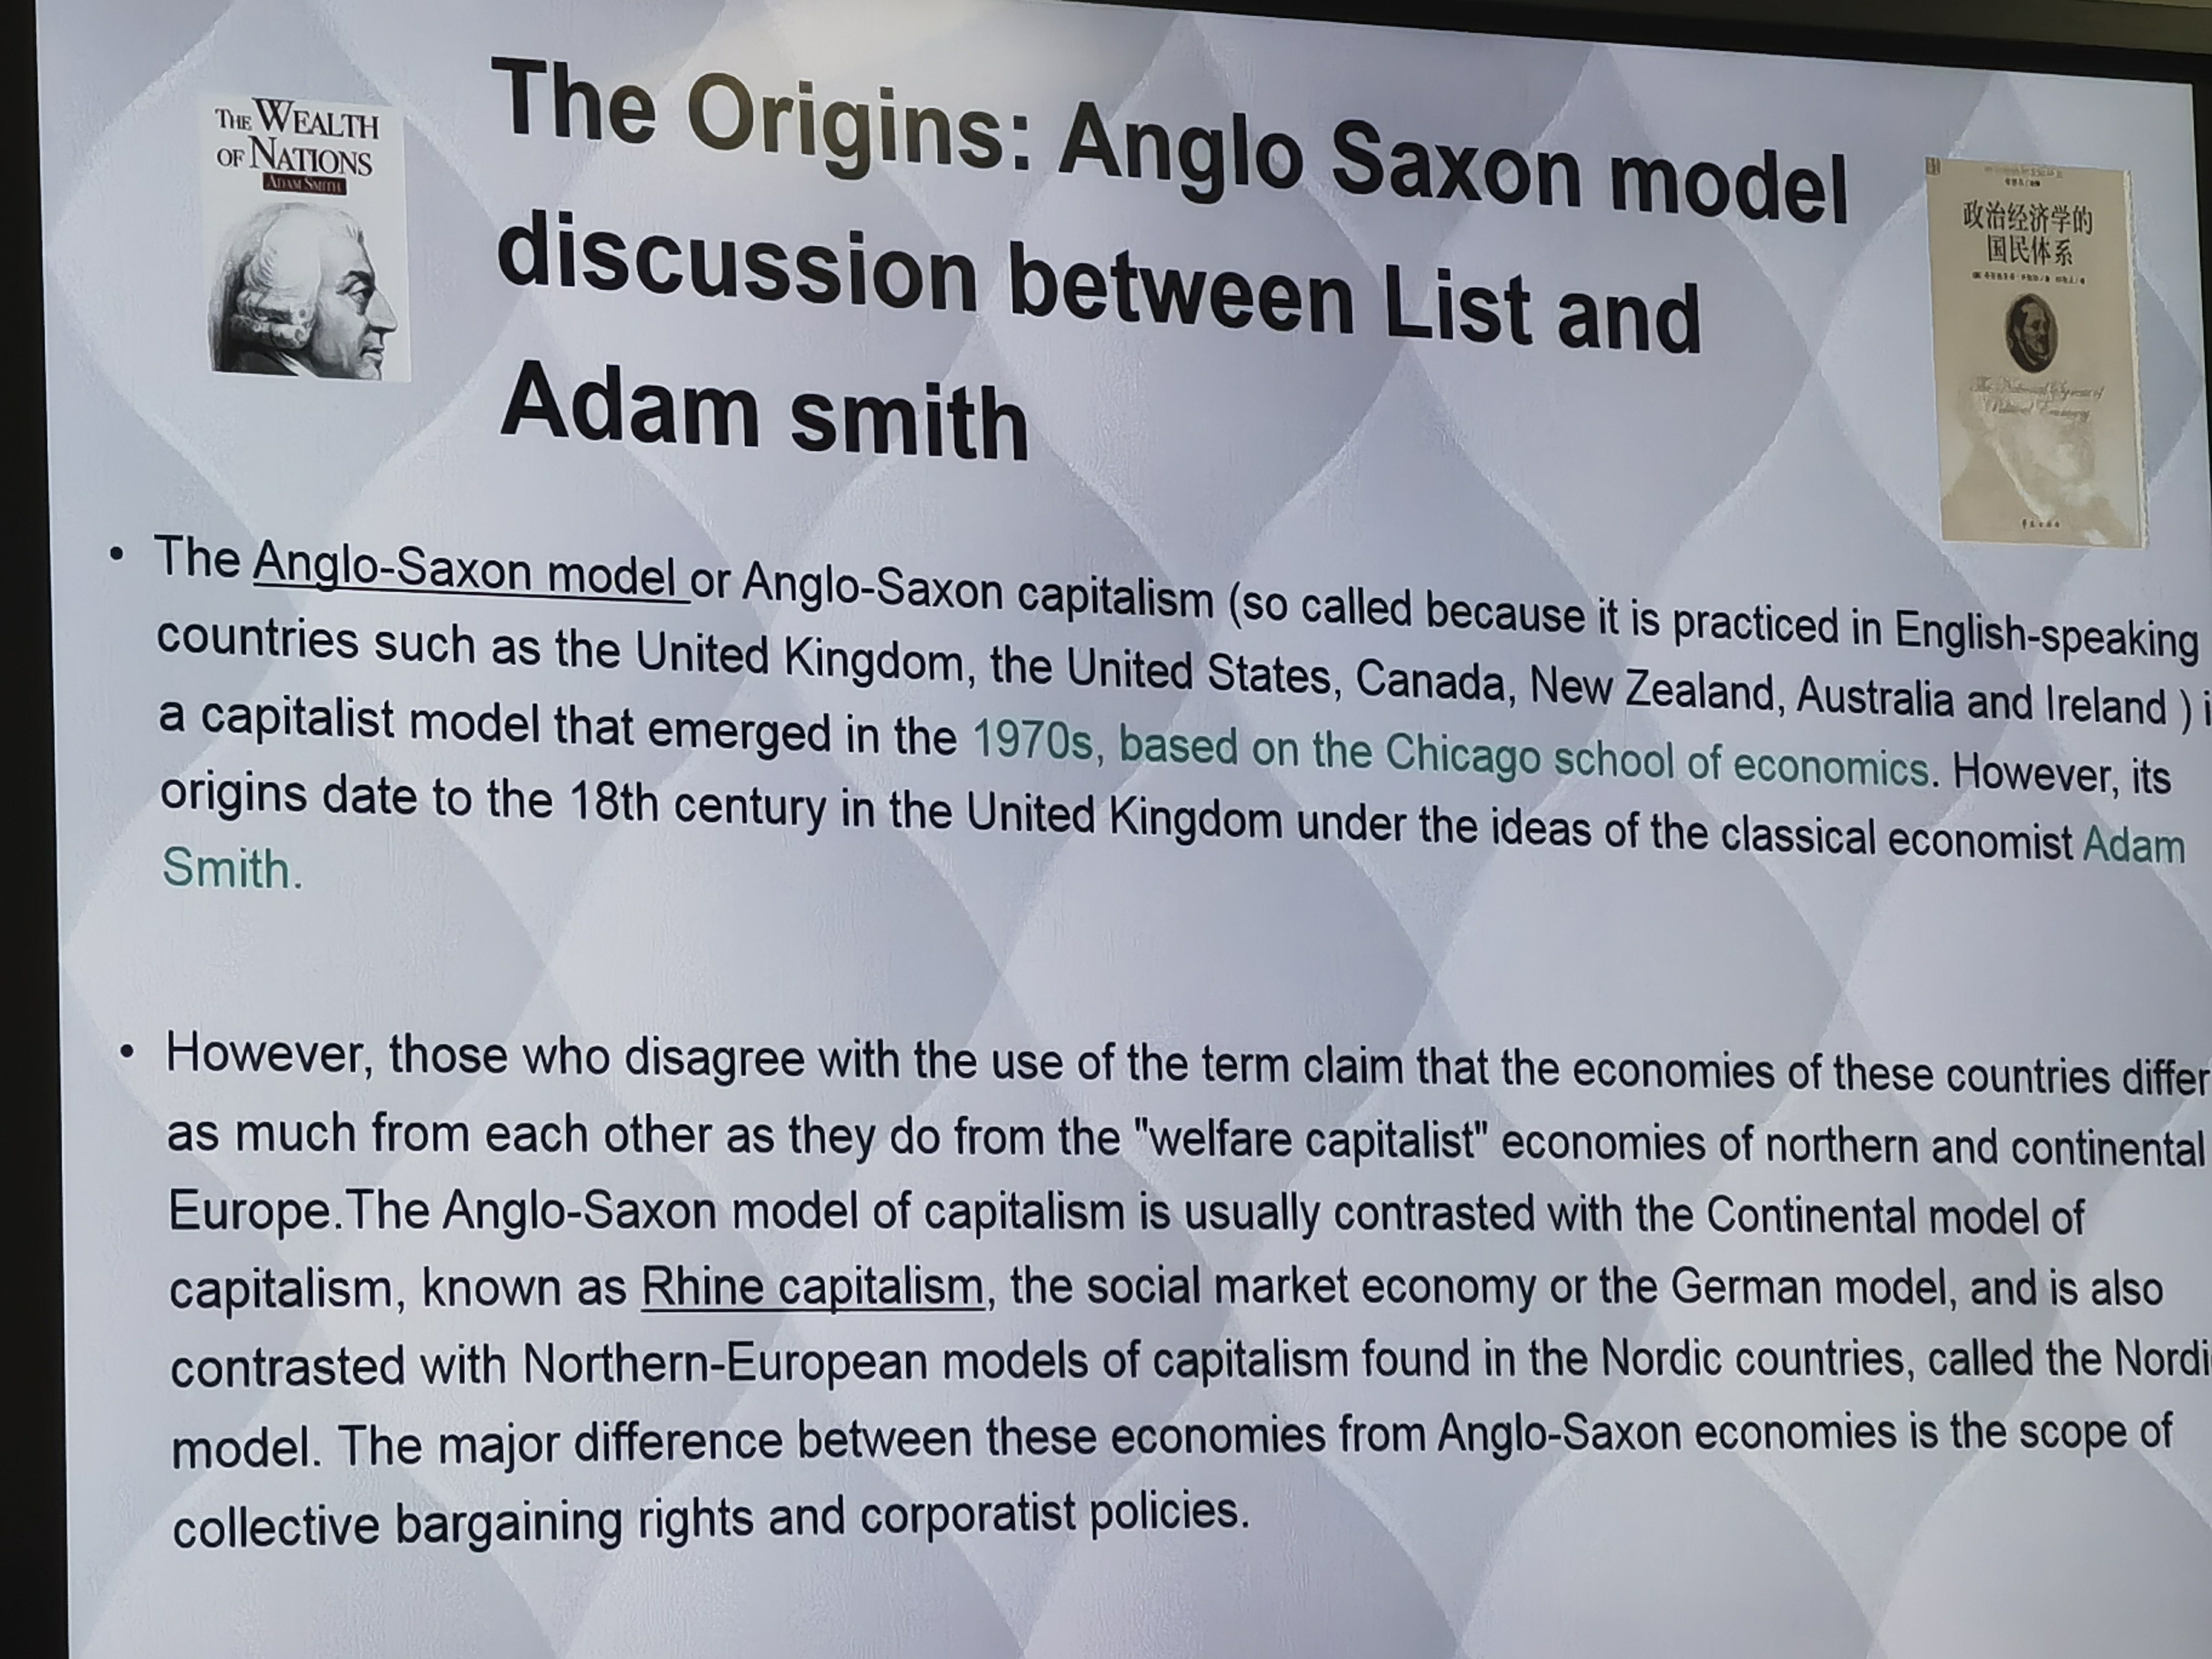 THE WEALTH
OF NATIONS
ADAM SMITH
The Origins: Anglo Saxon model
discussion between List and
Adam smith
政治经济学的
国民体系
The National System of
Political Economy
• The Anglo-Saxon model or Anglo-Saxon capitalism (so called because it is practiced in English-speaking
countries such as the United Kingdom, the United States, Canada, New Zealand, Australia and Ireland ) i
a capitalist model that emerged in the 1970s, based on the Chicago school of economics. However, its
origins date to the 18th century in the United Kingdom under the ideas of the classical economist Adam
Smith.
• However, those who disagree with the use of the term claim that the economies of these countries differ
as much from each other as they do from the "welfare capitalist" economies of northern and continental
Europe.The Anglo-Saxon model of capitalism is usually contrasted with the Continental model of
capitalism, known as Rhine capitalism, the social market economy or the German model, and is also
contrasted with Northern-European models of capitalism found in the Nordic countries, called the Nordi
model. The major difference between these economies from Anglo-Saxon economies is the scope of
collective bargaining rights and corporatist policies.